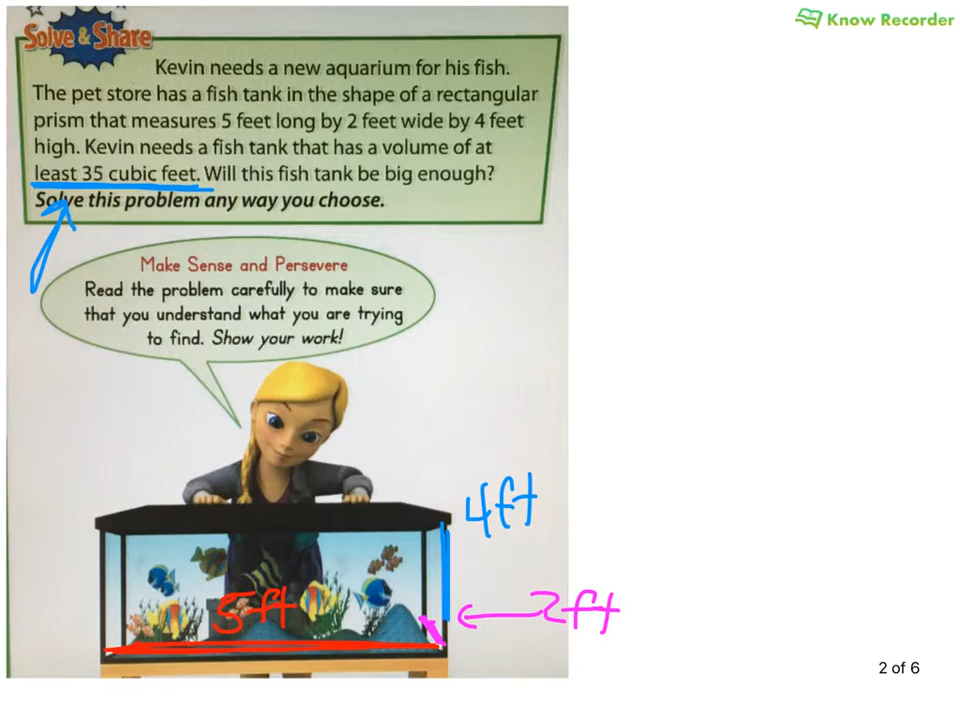 Know Recorder
Solve & Share
Kevin needs a new aquarium for his fish.
The pet store has a fish tank in the shape of a rectangular
prism that measures 5 feet long by 2 feet wide by 4 feet
high. Kevin needs a fish tank that has a volume of at
least 35 cubic feet. Will this fish tank be big enough?
Solve this problem any way you choose.
Make Sense and Persevere
Read the problem carefully to make sure
that you understand what you are trying
to find. Show your work!
4ft
5ft
2ft
2 of 6